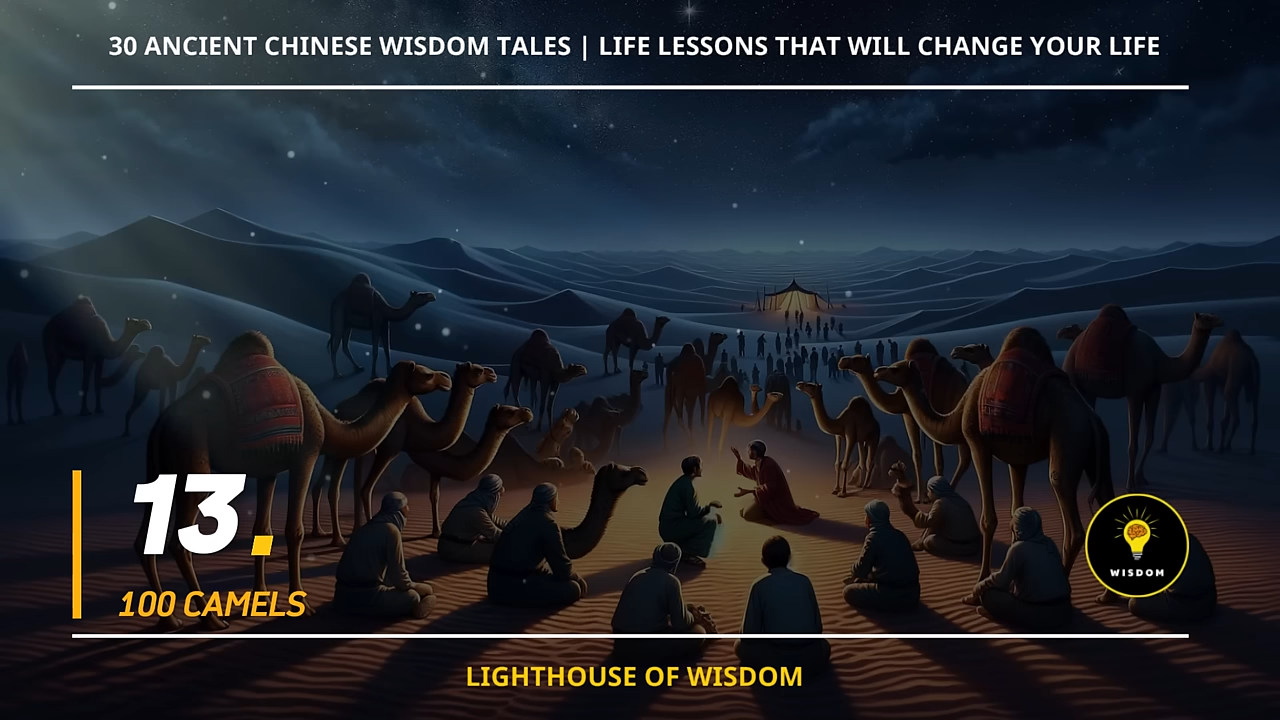 30 ANCIENT CHINESE WISDOM TALES | LIFE LESSONS THAT WILL CHANGE YOUR LIFE
13.
100 CAMELS
WISDOM
LIGHTHOUSE OF WISDOM